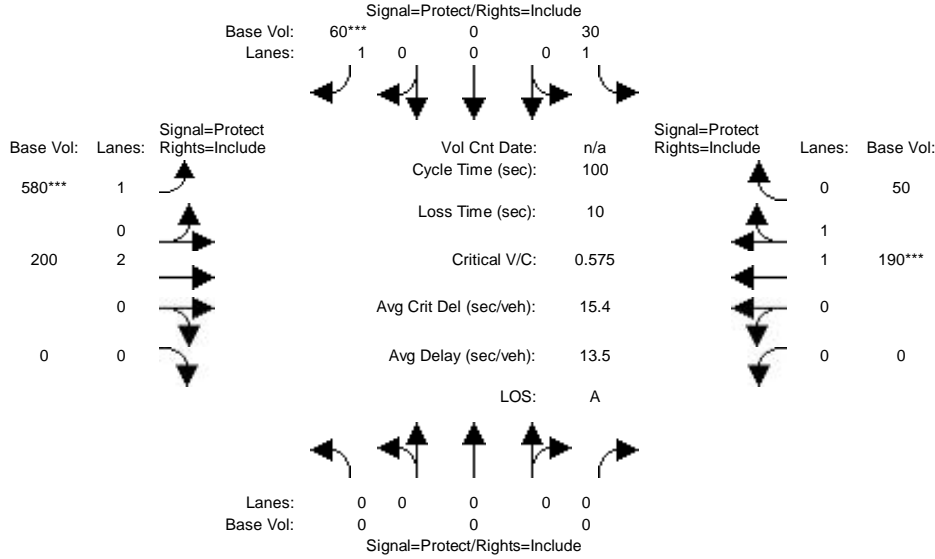 Signal=Protect/Rights=Include
Base Vol: 60*** 0 30
Lanes: 1 0 0 0 1
Signal=Protect
Base Vol: Lanes: Rights=Include
Vol Cnt Date: n/a
Signal=Protect
Rights=Include Lanes: Base Vol:
Cycle Time (sec): 100
580*** 1
0 50
Loss Time (sec): 10
0
1
200 2
Critical V/C: 0.575
1 190***
0
Avg Crit Del (sec/veh): 15.4
0
0 0
Avg Delay (sec/veh): 13.5
0 0
LOS: A
Lanes: 0 0 0 0 0
Base Vol: 0 0 0
Signal=Protect/Rights=Include